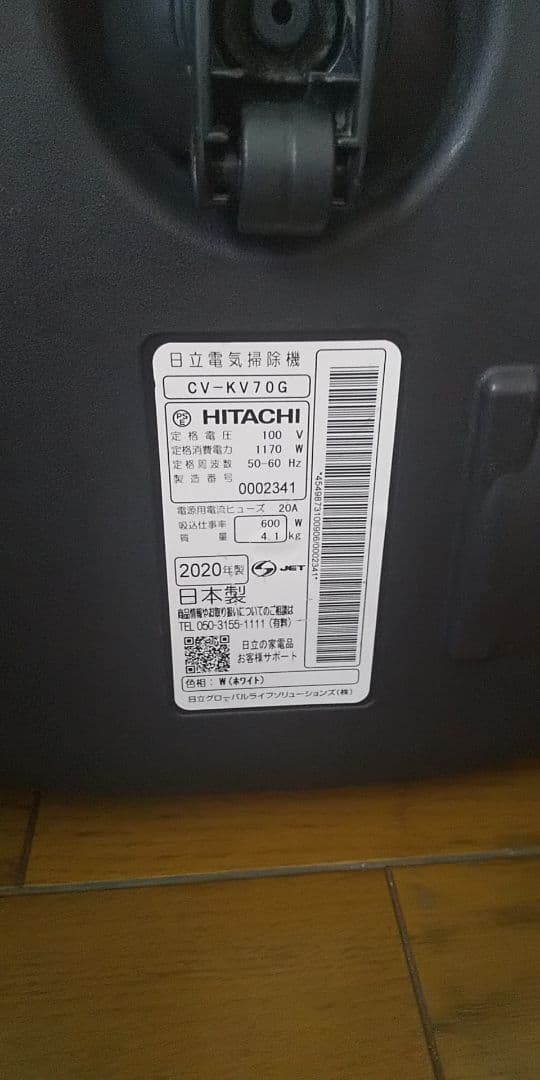 日立電気掃除機
CV-KV70G
PS E HITACHI
定格電圧 100 V
定格消費電力 1170 W
定格周波数 50-60 Hz
製造番号 0002341
電源用電流ヒューズ 20A
吸込仕事率 600 W
質量 4.1 kg
2020年製 S JET
日本製
商品情報やお取り扱いについてのご相談は
TEL 050-3155-1111 (有料)
日立の家電品
お客様サポート
色相：W(ホワイト)
日立グローバルライフソリューションズ(株)
*4549873100906/0002341*